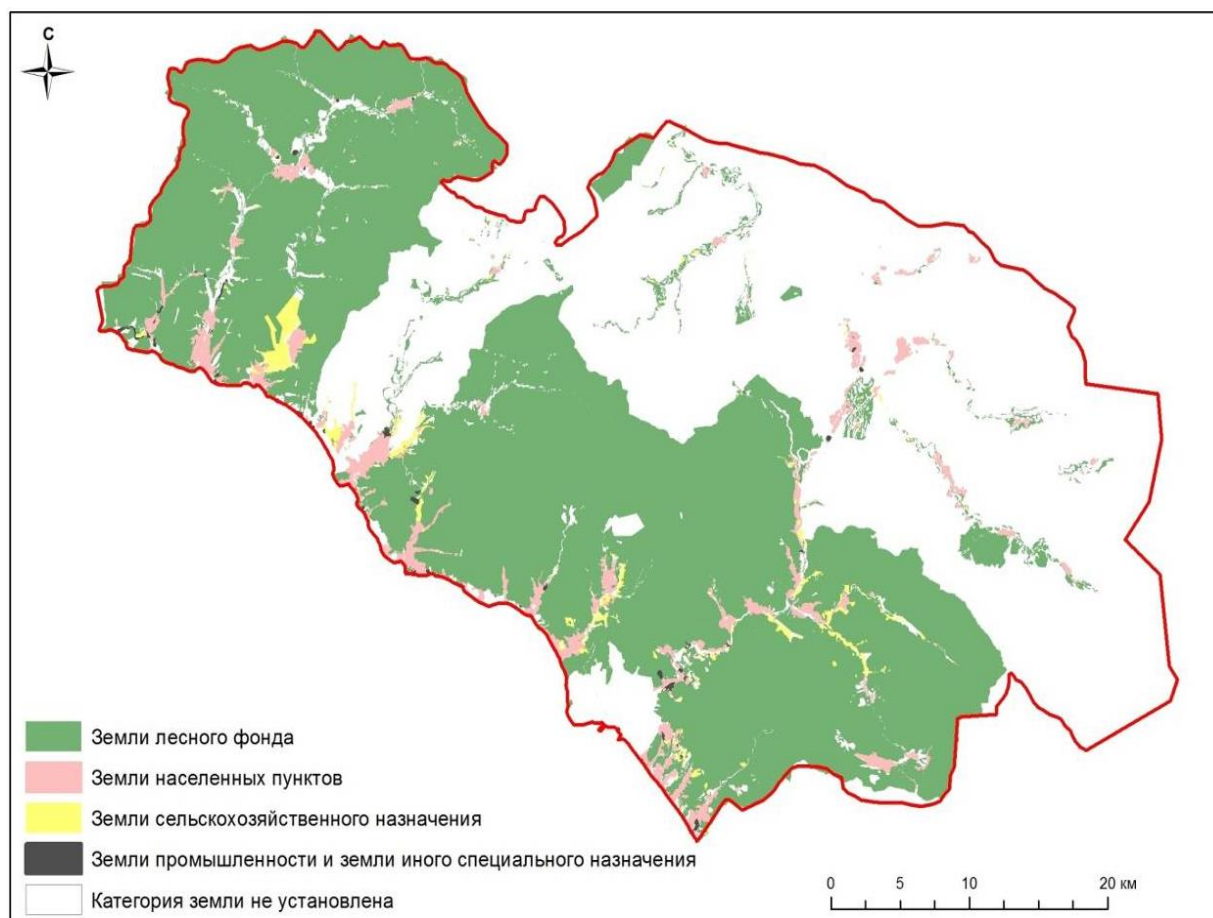 С
Земли лесного фонда
Земли населенных пунктов
Земли сельскохозяйственного назначения
Земли промышленности и земли иного специального назначения
Категория земли не установлена
0 5 10 20 км